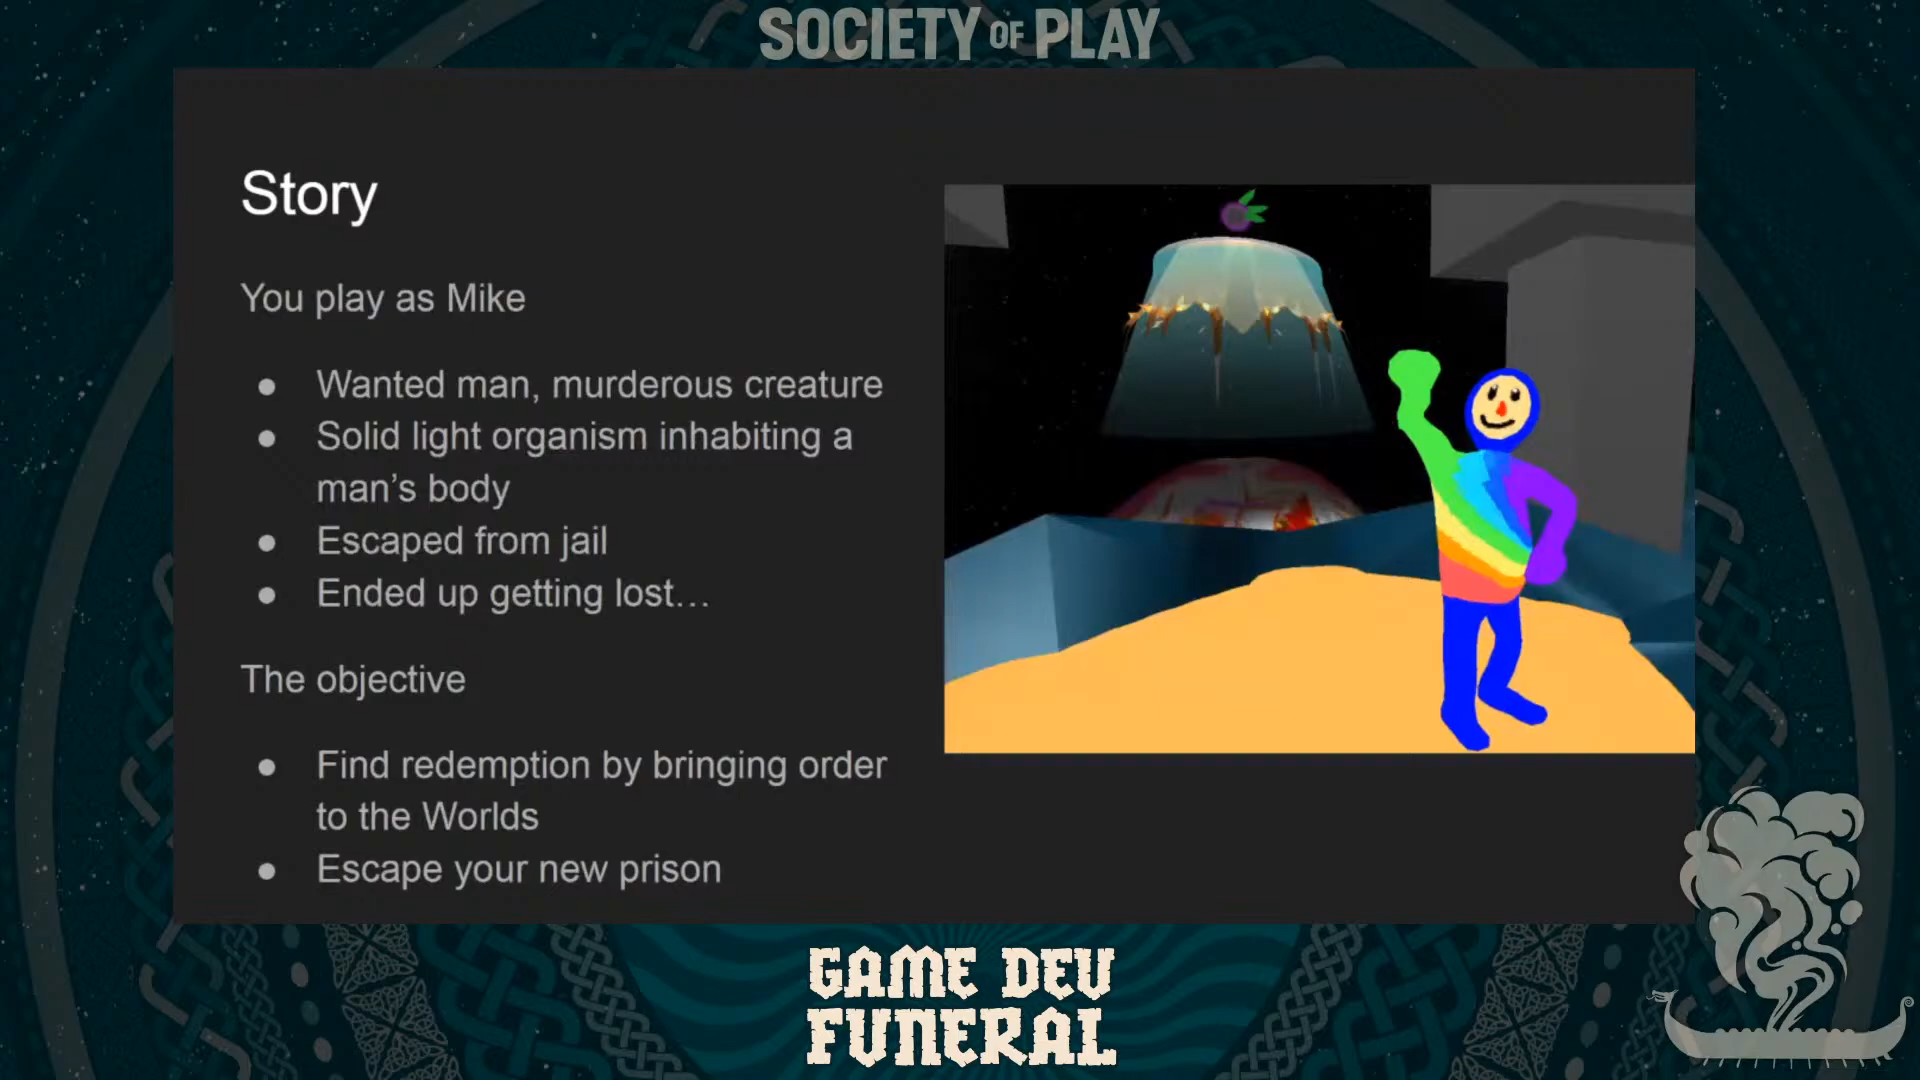 SOCIETY OF PLAY
Story
You play as Mike
● Wanted man, murderous creature
● Solid light organism inhabiting a
man’s body
● Escaped from jail
● Ended up getting lost…
The objective
● Find redemption by bringing order
to the Worlds
● Escape your new prison
GAME DEV
FUNERAL